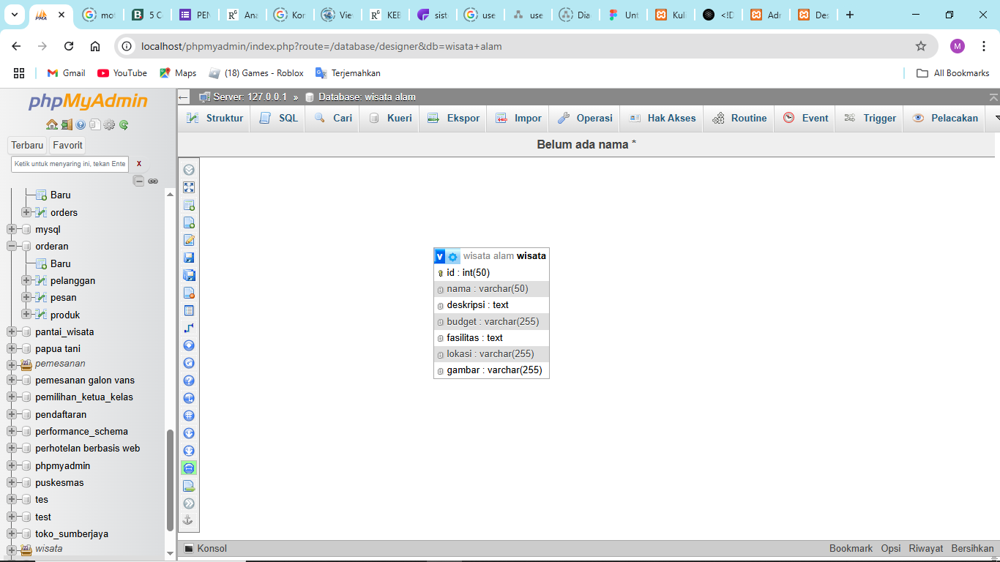 mot
5 C
PEN
Ana
Kor
Vie
KEE
sist
use
use
Dia
Unt
Kul
<!D
Adr
Des
localhost/phpmyadmin/index.php?route=/database/designer&db=wisata+alam
M
Gmail
YouTube
Maps
(18) Games - Roblox
Terjemahkan
All Bookmarks
phpMyAdmin
Server: 127.0.0.1 » Database: wisata alam
Struktur
SQL
Cari
Kueri
Ekspor
Impor
Operasi
Hak Akses
Routine
Event
Trigger
Pelacakan
Belum ada nama *
Terbaru
Favorit
Ketik untuk menyaring ini, tekan Ente
X
Baru
orders
mysql
orderan
Baru
pelanggan
pesan
produk
pantai_wisata
papua tani
pemesanan
pemesanan galon vans
pemilihan_ketua_kelas
pendaftaran
performance_schema
perhotelan berbasis web
phpmyadmin
puskesmas
tes
test
toko_sumberjaya
wisata
v wisata alam wisata
id : int(50)
nama : varchar(50)
deskripsi : text
budget : varchar(255)
fasilitas : text
lokasi : varchar(255)
gambar : varchar(255)
Konsol
Bookmark Opsi Riwayat Bersihkan